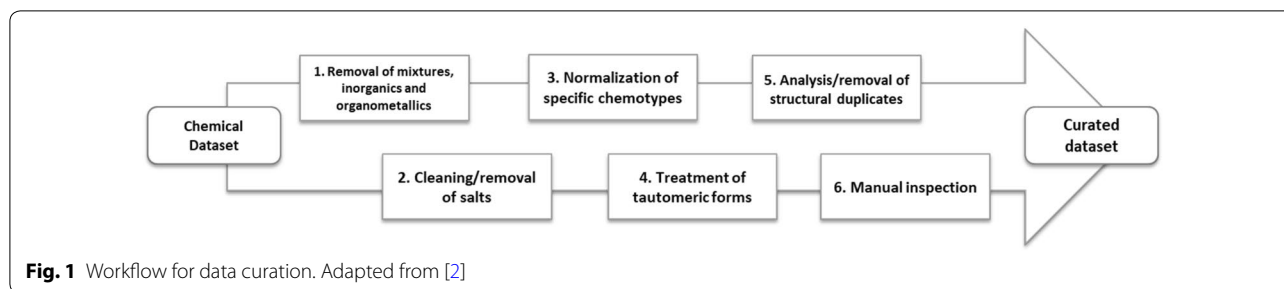 Chemical
Dataset
1. Removal of mixtures,
inorganics and
organometallics
2. Cleaning/removal
of salts
3. Normalization of
specific chemotypes
4. Treatment of
tautomeric forms
5. Analysis/removal of
structural duplicates
6. Manual inspection
Curated
dataset
Fig. 1 Workflow for data curation. Adapted from [2]